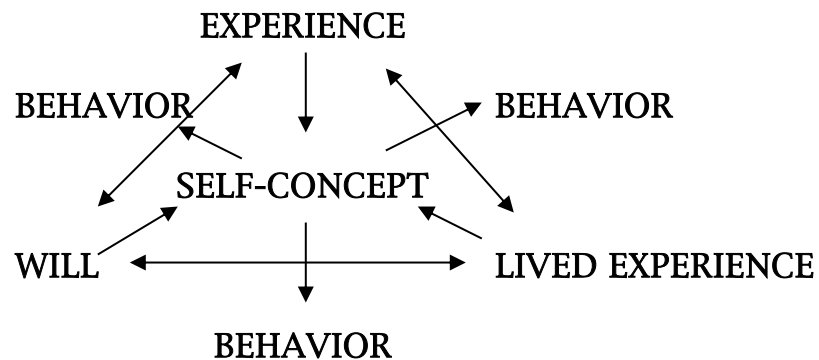 EXPERIENCE
BEHAVIOR BEHAVIOR
SELF-CONCEPT
WILL LIVED EXPERIENCE
BEHAVIOR